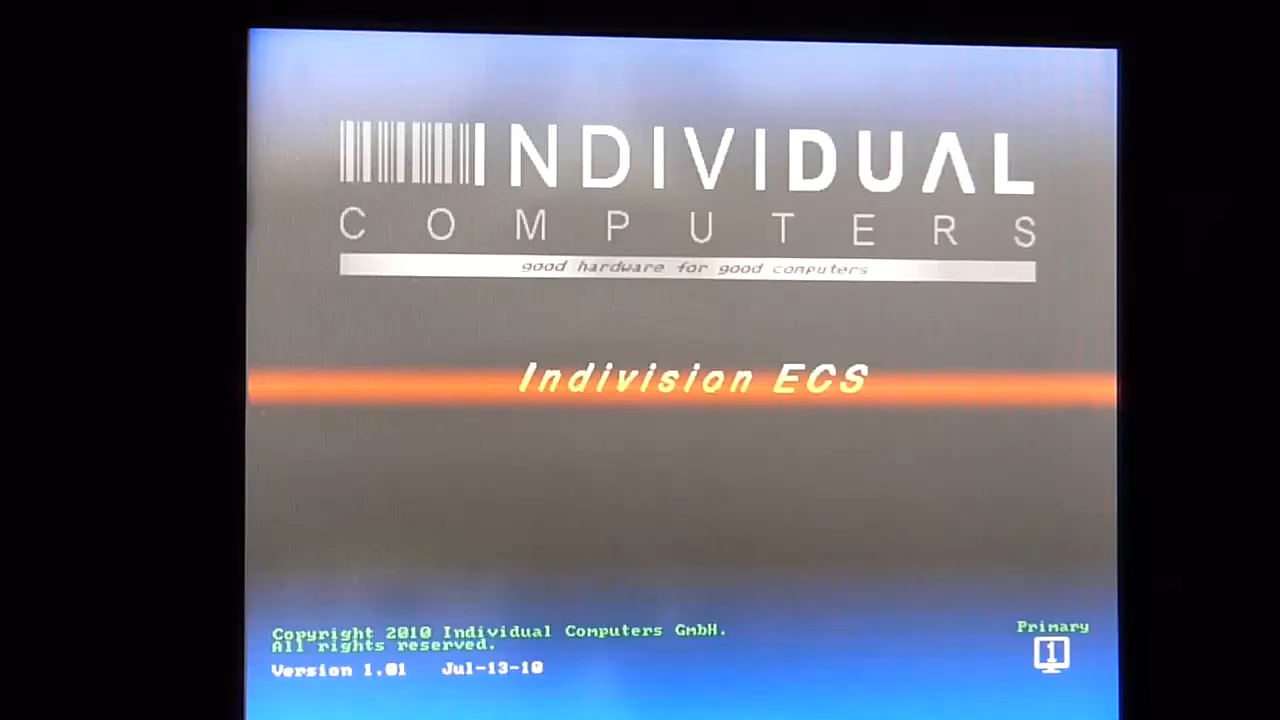 INDIVIDUAL
COMPUTERS
good hardware for good computers
Indivision ECS
Copyright 2010 Individual Computers GmbH.
All rights reserved.
Version 1.01 Jul-13-10
Primary
1